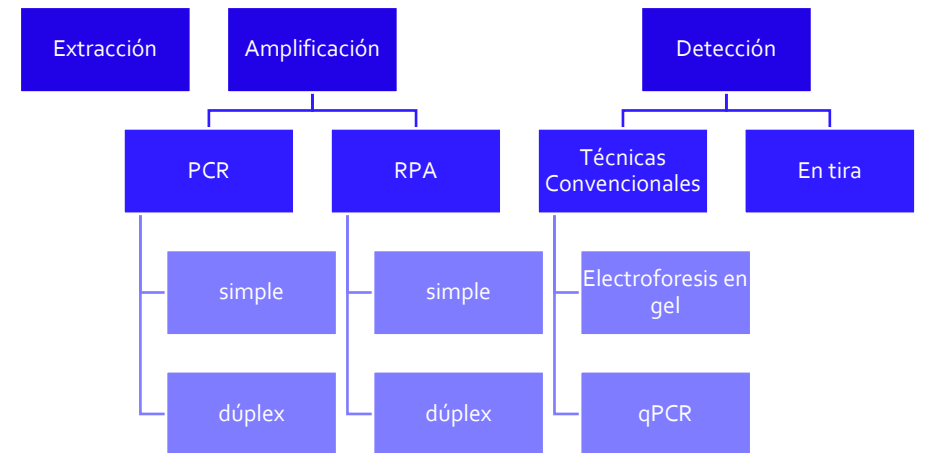 Extracción
Amplificación
Detección
PCR
RPA
Técnicas
Convencionales
En tira
simple
simple
Electroforesis en
gel
dúplex
dúplex
qPCR